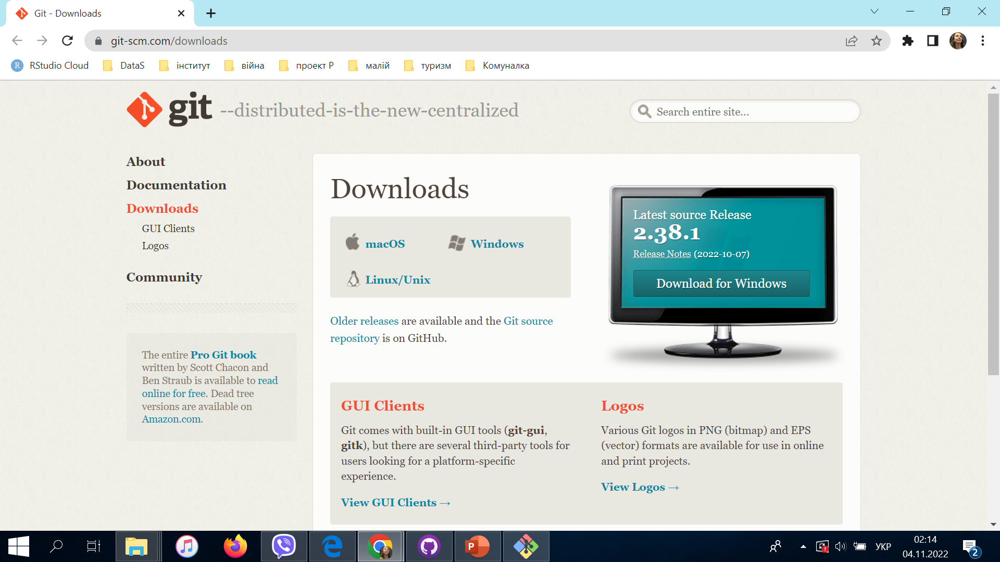 Git - Downloads
git-scm.com/downloads
RStudio Cloud
DataS
інститут
війна
проект Р
малій
туризм
Комуналка
git --distributed-is-the-new-centralized
Search entire site...
About
Documentation
Downloads
GUI Clients
Logos
Community
The entire Pro Git book
written by Scott Chacon and
Ben Straub is available to read
online for free. Dead tree
versions are available on
Amazon.com.
Downloads
macOS
Windows
Linux/Unix
Older releases are available and the Git source
repository is on GitHub.
Latest source Release
2.38.1
Release Notes (2022-10-07)
Download for Windows
GUI Clients
Git comes with built-in GUI tools (git-gui,
gitk), but there are several third-party tools for
users looking for a platform-specific
experience.
View GUI Clients →
Logos
Various Git logos in PNG (bitmap) and EPS
(vector) formats are available for use in online
and print projects.
View Logos →
УКР
02:14
04.11.2022
2